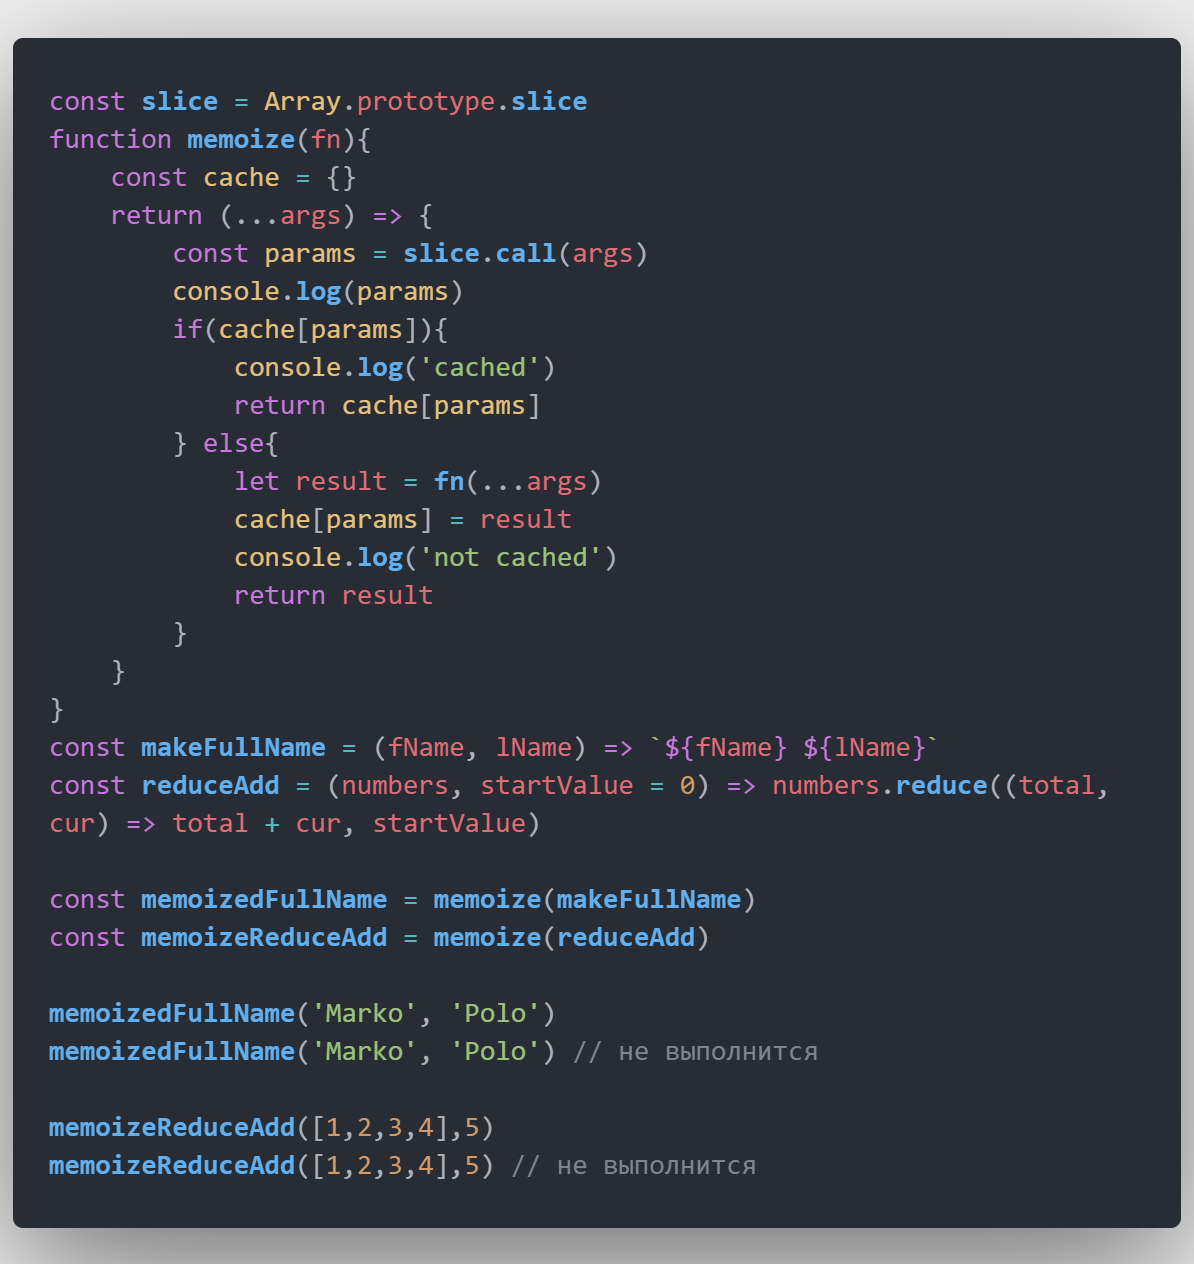 const slice = Array.prototype.slice
function memoize(fn){
    const cache = {}
    return (...args) => {
        const params = slice.call(args)
        console.log(params)
        if(cache[params]){
            console.log('cached')
            return cache[params]
        } else{
            let result = fn(...args)
            cache[params] = result
            console.log('not cached')
            return result
        }
    }
}
const makeFullName = (fName, lName) => `${fName} ${lName}`
const reduceAdd = (numbers, startValue = 0) => numbers.reduce((total,
cur) => total + cur, startValue)

const memoizedFullName = memoize(makeFullName)
const memoizeReduceAdd = memoize(reduceAdd)

memoizedFullName('Marko', 'Polo')
memoizedFullName('Marko', 'Polo') // не выполнится

memoizeReduceAdd([1,2,3,4],5)
memoizeReduceAdd([1,2,3,4],5) // не выполнится